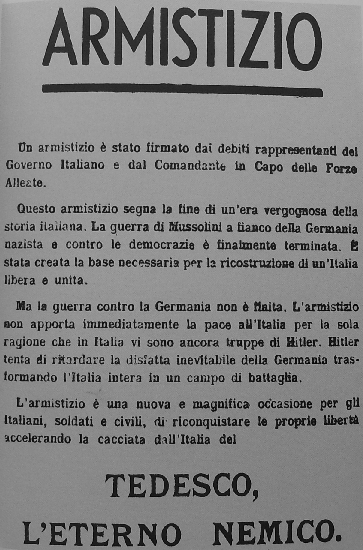 ARMISTIZIO
Un armistizio è stato firmato dai debiti rappresentanti del
Governo Italiano e dal Comandante in Capo delle Forze
Alleate.
Questo armistizio segna la fine di un'era vergognosa della
storia italiana. La guerra di Mussolini a fianco della Germania
nazista e contro le democrazie è finalmente terminata. È
stata creata la base necessaria per la ricostruzione di un'Italia
libera e unita.
Ma la guerra contro la Germania non è finita. L'armistizio
non apporta immediatamente la pace all'Italia per la sola
ragione che in Italia vi sono ancora truppe di Hitler. Hitler
tenta di ritardare la disfatta inevitabile della Germania tras-
formando l'Italia intera in un campo di battaglia.
L'armistizio è una nuova e magnifica occasione per gli
Italiani, soldati e civili, di riconquistare le proprie libertà
accelerando la cacciata dall'Italia del
TEDESCO,
L'ETERNO NEMICO.